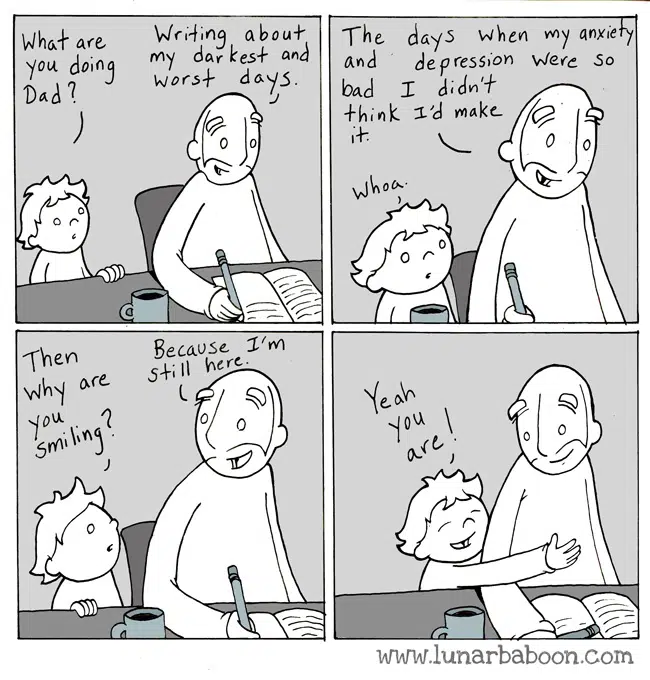 What are
you doing
Dad?
Writing about
my darkest and
worst days.
The days when my anxiety
and depression were so
bad I didn't
think I'd make
it.
Whoa.
Then
why are
you
smiling?
Because I'm
still here.
Yeah
you
are!
www.lunarbaboon.com